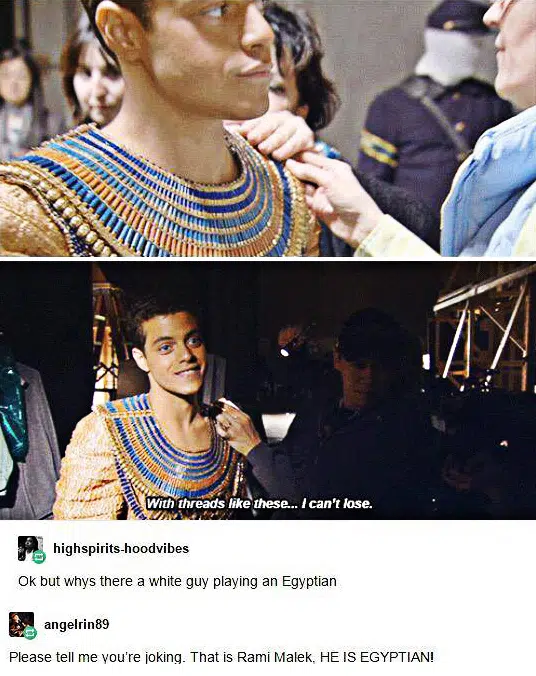 With threads like these... I can't lose.
highspirits-hoodvibes
Ok but whys there a white guy playing an Egyptian
angelrin89
Please tell me you're joking. That is Rami Malek, HE IS EGYPTIAN!